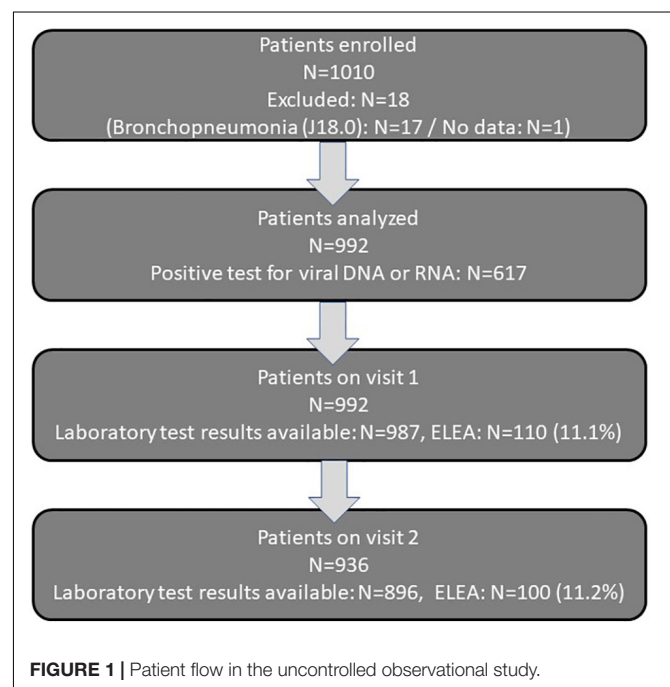 Patients enrolled
N=1010
Excluded: N=18
(Bronchopneumonia (J18.0): N=17 / No data: N=1)
Patients analyzed
N=992
Positive test for viral DNA or RNA: N=617
Patients on visit 1
N=992
Laboratory test results available: N=987, ELEA: N=110 (11.1%)
Patients on visit 2
N=936
Laboratory test results available: N=896, ELEA: N=100 (11.2%)
FIGURE 1 | Patient flow in the uncontrolled observational study.